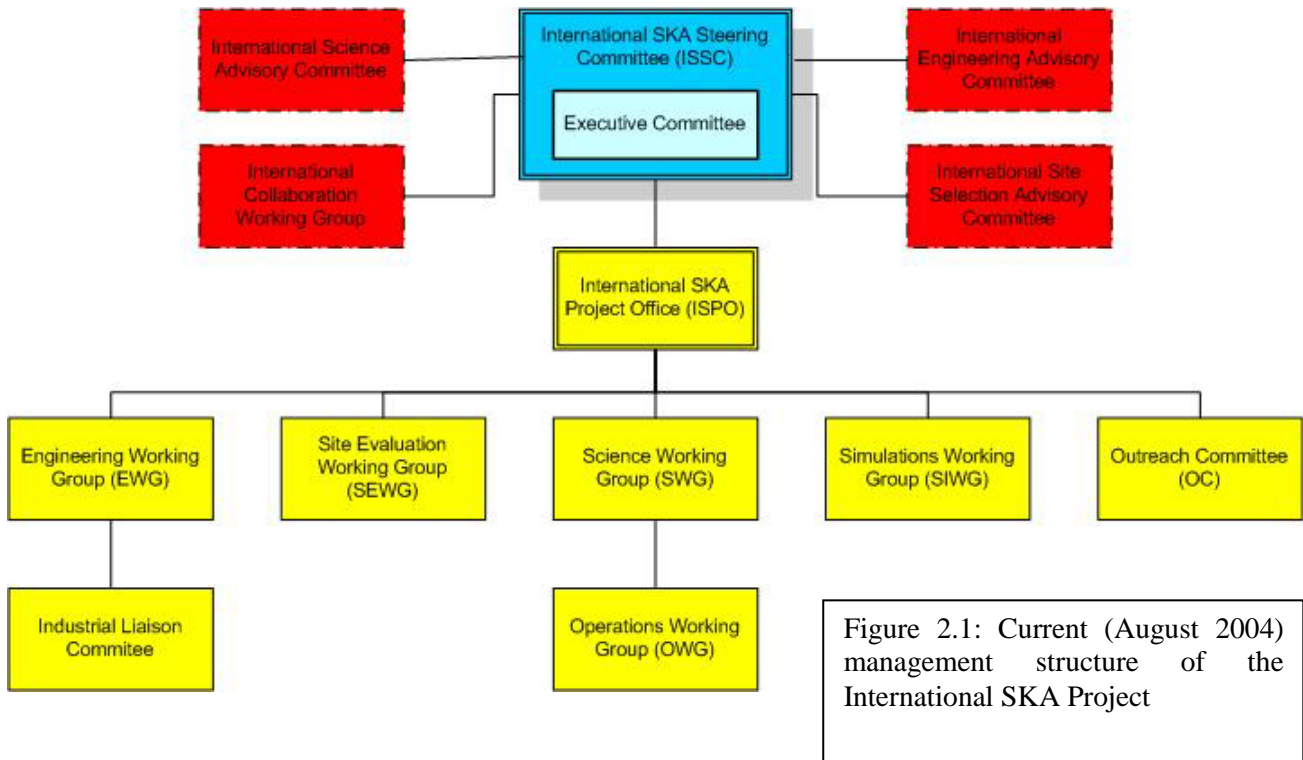 International Science
Advisory Committee
International SKA Steering
Committee (ISSC)
Executive Committee
International
Engineering Advisory
Committee
International
Collaboration
Working Group
International Site
Selection Advisory
Committee
International SKA
Project Office (ISPO)
Engineering Working
Group (EWG)
Site Evaluation
Working Group
(SEWG)
Science Working
Group (SWG)
Simulations Working
Group (SIWG)
Outreach Committee
(OC)
Industrial Liaison
Commitee
Operations Working
Group (OWG)
Figure 2.1: Current (August 2004)
management structure of the
International SKA Project